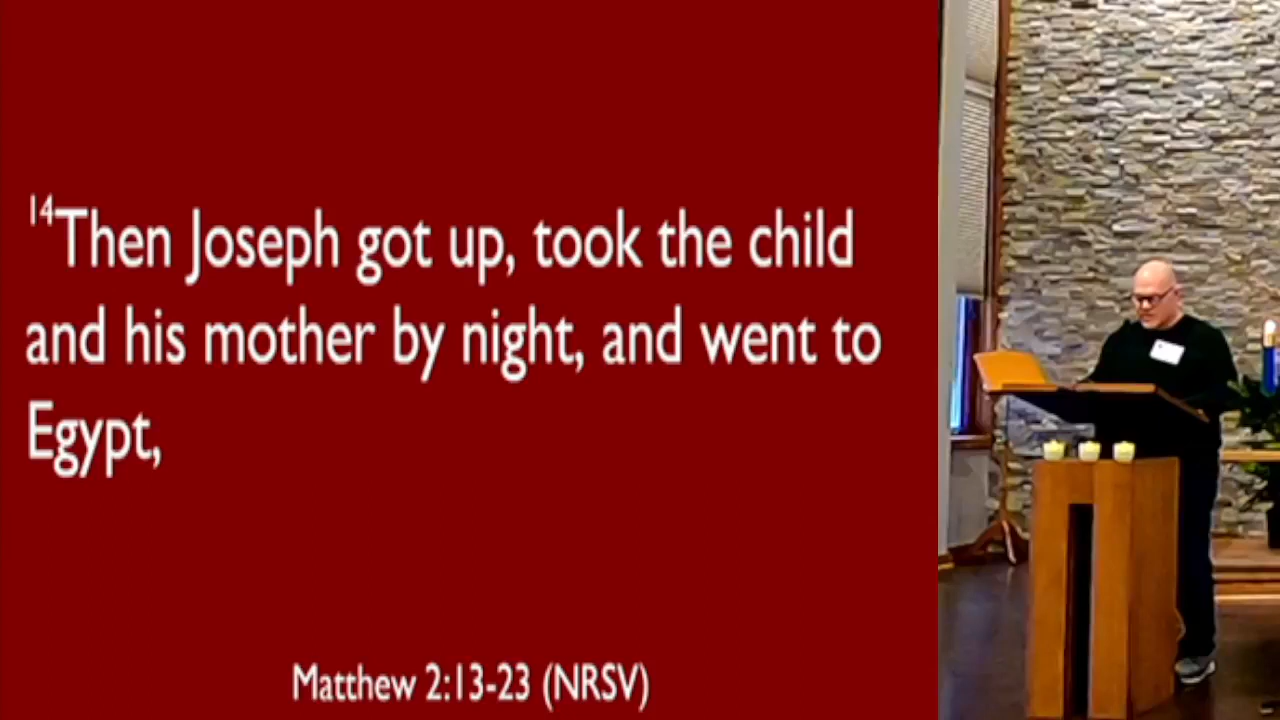 14Then Joseph got up, took the child
and his mother by night, and went to
Egypt,
Matthew 2:13-23 (NRSV)